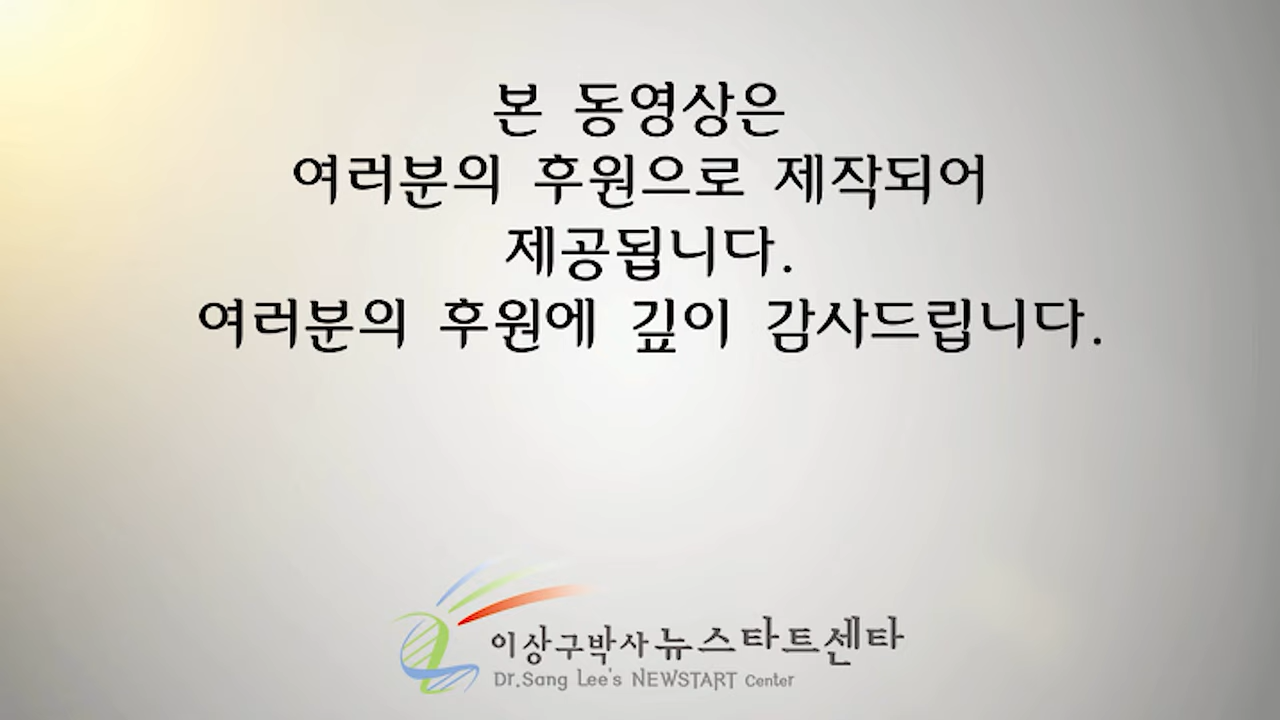 본 동영상은
여러분의 후원으로 제작되어
제공됩니다.
여러분의 후원에 깊이 감사드립니다.
이상구박사 뉴스타트센타
Dr.Sang Lee's NEWSTART Center